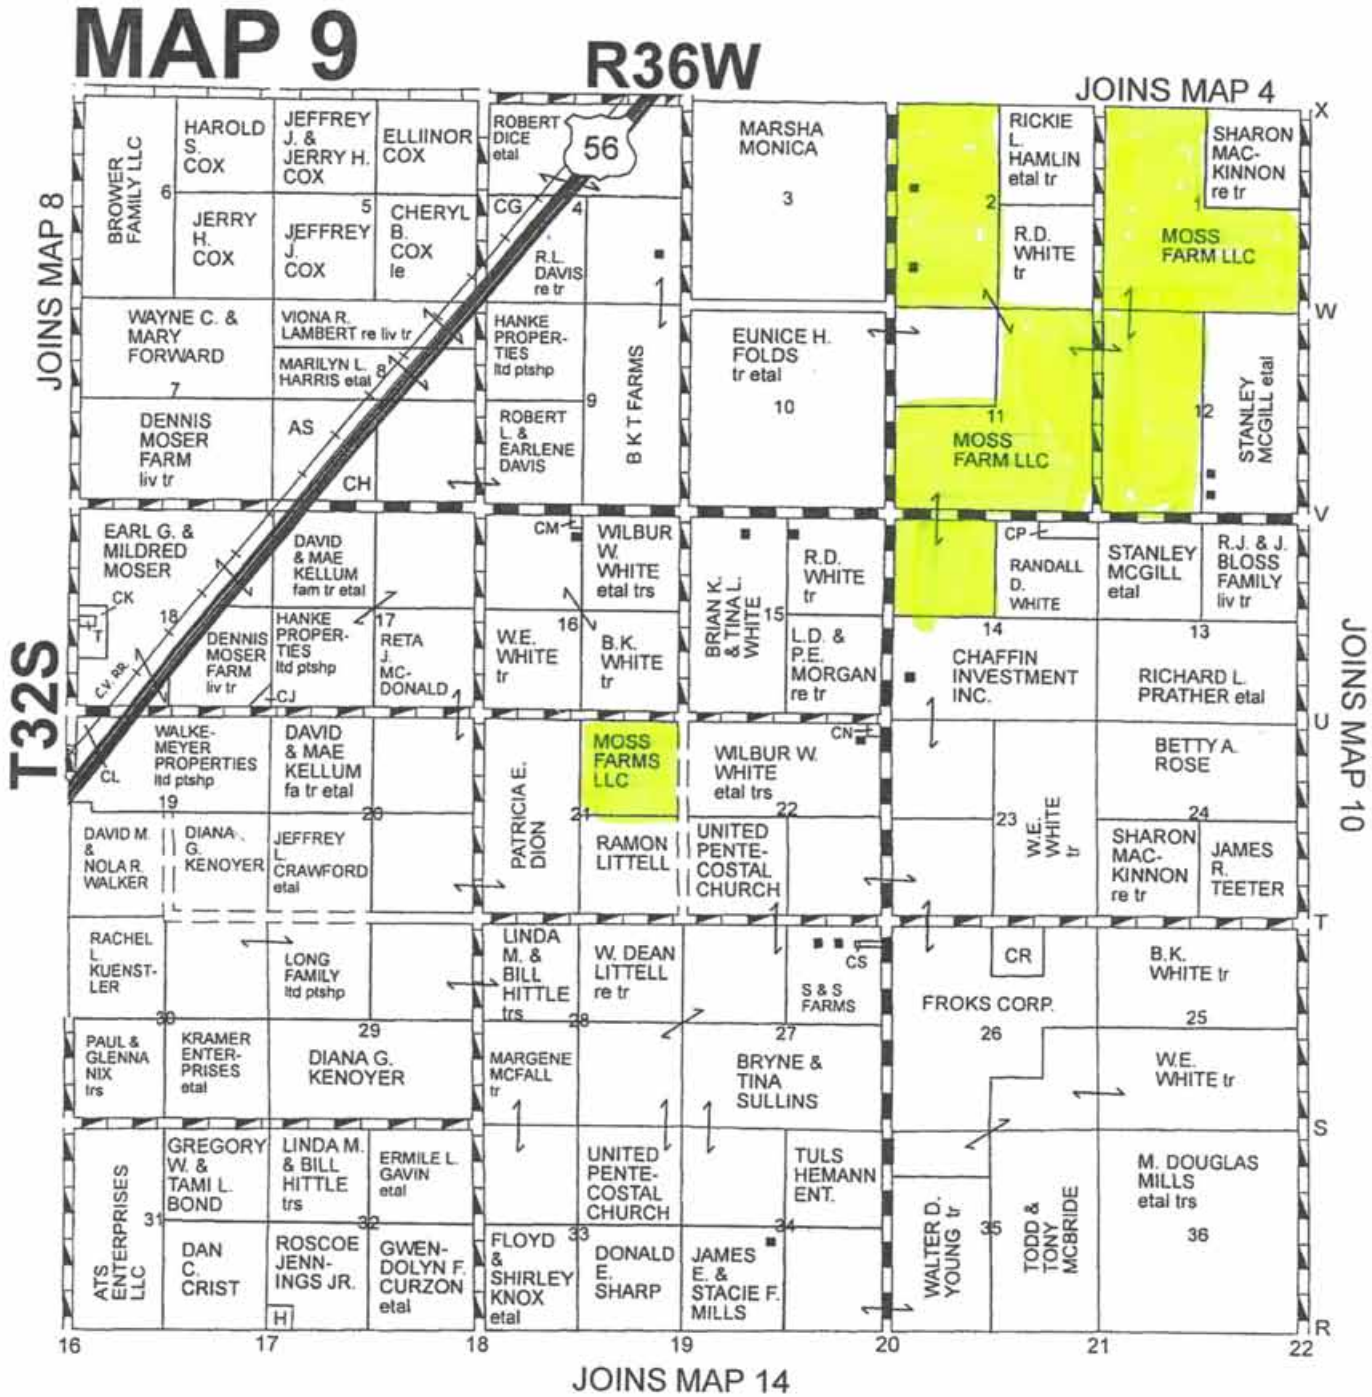 MAP 9
R36W
JOINS MAP 4
JOINS MAP 8
T32S
JOINS MAP 10
JOINS MAP 14
X
W
V
U
T
S
R
16
17
18
19
20
21
22
BROWER
FAMILY LLC
6
HAROLD
S.
COX
JERRY
H.
COX
JEFFREY
J. &
JERRY H.
COX
ELLIINOR
COX
5
JEFFREY
J.
COX
CHERYL
B.
COX
le
ROBERT
DICE
etal
56
CG
4
R.L.
DAVIS
re tr
MARSHA
MONICA
3
RICKIE
L.
HAMLIN
etal tr
2
R.D.
WHITE
tr
SHARON
MAC-
KINNON
re tr
1
MOSS
FARM LLC
WAYNE C. &
MARY
FORWARD
7
DENNIS
MOSER
FARM
liv tr
VIONA R.
LAMBERT re liv tr
MARILYN L.
HARRIS etal
8
AS
CH
HANKE
PROPER-
TIES
ltd ptshp
9
ROBERT
L. &
EARLENE
DAVIS
B K T FARMS
EUNICE H.
FOLDS
tr etal
10
11
MOSS
FARM LLC
12
STANLEY
MCGILL etal
EARL G. &
MILDRED
MOSER
CK
T
18
C.V. RR.
DENNIS
MOSER
FARM
liv tr
DAVID
& MAE
KELLUM
fam tr etal
HANKE
PROPER-
TIES
ltd ptshp
CJ
17
RETA
J.
MC-
DONALD
CM
WILBUR
W.
WHITE
etal trs
16
W.E.
WHITE
tr
B.K.
WHITE
tr
BRIAN K.
& TINA L.
WHITE
15
R.D.
WHITE
tr
L.D. &
P.E.
MORGAN
re tr
CP
RANDALL
D.
WHITE
14
CHAFFIN
INVESTMENT
INC.
STANLEY
MCGILL
etal
R.J. & J.
BLOSS
FAMILY
liv tr
13
RICHARD L.
PRATHER etal
CL
WALKE-
MEYER
PROPERTIES
ltd ptshp
19
DAVID M.
&
NOLA R.
WALKER
DIANA
G.
KENOYER
DAVID
& MAE
KELLUM
fa tr etal
20
JEFFREY
L.
CRAWFORD
etal
PATRICIA E.
DION
MOSS
FARMS
LLC
21
RAMON
LITTELL
CN
WILBUR W.
WHITE
etal trs
22
UNITED
PENTE-
COSTAL
CHURCH
23
W.E.
WHITE
tr
BETTY A.
ROSE
24
SHARON
MAC-
KINNON
re tr
JAMES
R.
TEETER
RACHEL
L.
KUENST-
LER
30
PAUL &
GLENNA
NIX
trs
KRAMER
ENTER-
PRISES
etal
LONG
FAMILY
ltd ptshp
29
DIANA G.
KENOYER
LINDA
M. &
BILL
HITTLE
trs
W. DEAN
LITTELL
re tr
28
MARGENE
MCFALL
tr
CS
S & S
FARMS
27
BRYNE &
TINA
SULLINS
CR
FROKS CORP.
26
B.K.
WHITE tr
25
W.E.
WHITE tr
ATS
ENTERPRISES
LLC
31
GREGORY
W. &
TAMI L.
BOND
DAN
C.
CRIST
LINDA M.
& BILL
HITTLE
trs
ERMILE L.
GAVIN
etal
32
ROSCOE
JENN-
INGS JR.
H
GWEN-
DOLYN F.
CURZON
etal
UNITED
PENTE-
COSTAL
CHURCH
33
FLOYD
&
SHIRLEY
KNOX
etal
DONALD
E.
SHARP
TULS
HEMANN
ENT.
34
JAMES
E. &
STACIE F.
MILLS
WALTER D.
YOUNG tr
35
TODD &
TONY
MCBRIDE
M. DOUGLAS
MILLS
etal trs
36